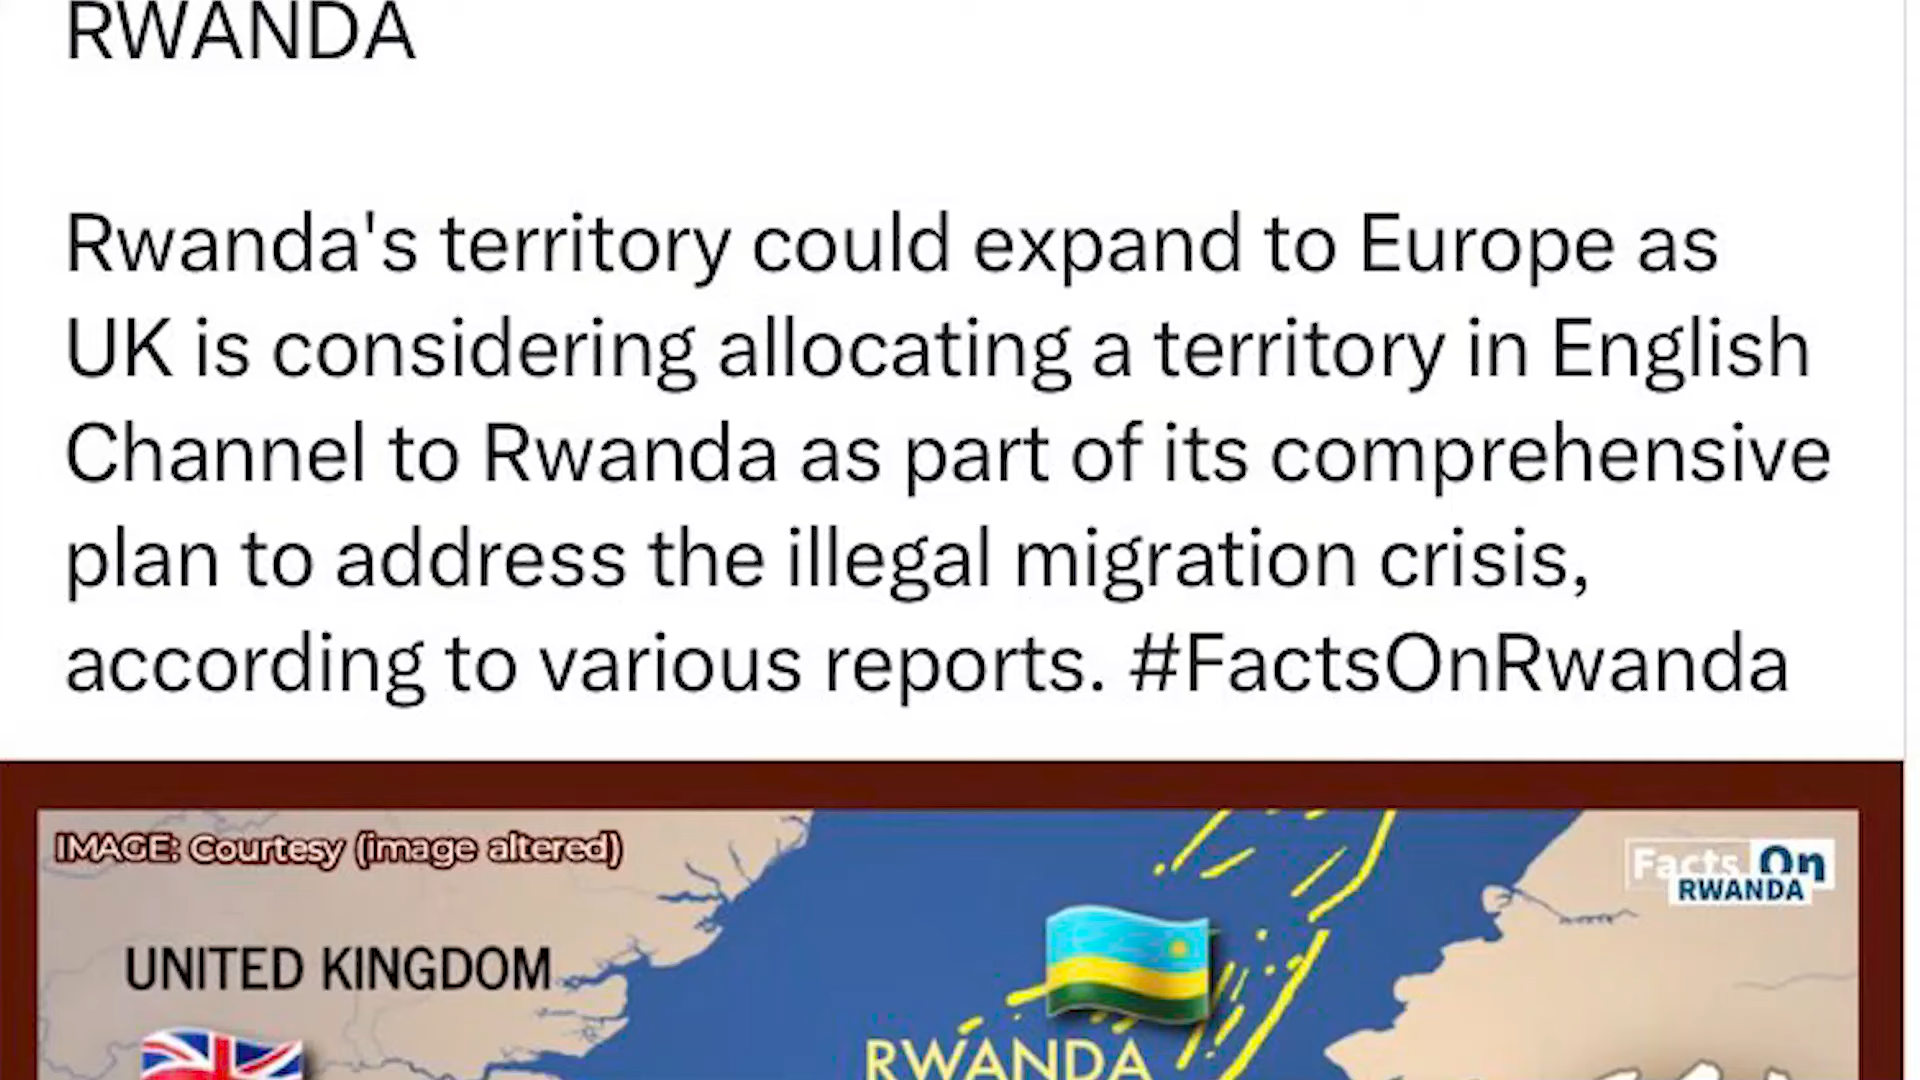 RWANDA
Rwanda's territory could expand to Europe as
UK is considering allocating a territory in English
Channel to Rwanda as part of its comprehensive
plan to address the illegal migration crisis,
according to various reports. #FactsOnRwanda
IMAGE: Courtesy (image altered)
Facts On
RWANDA
UNITED KINGDOM
RWANDA